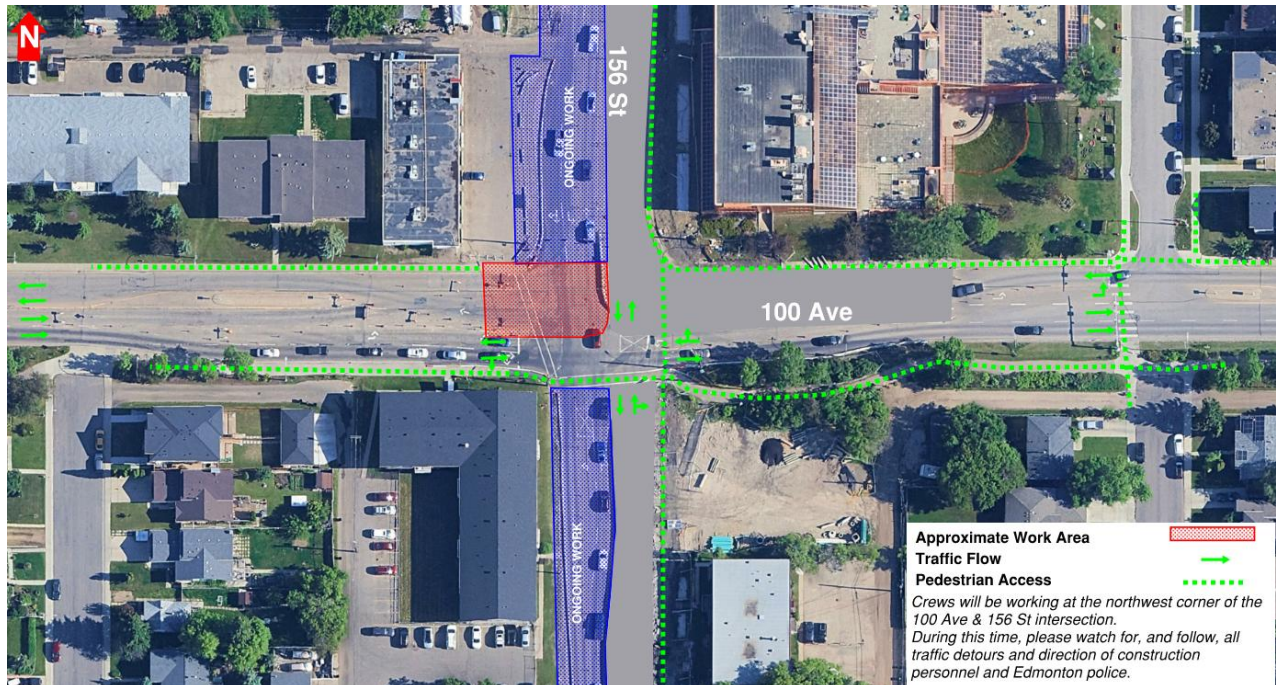 N
156 St
ONGOING WORK
100 Ave
ONGOING WORK
Approximate Work Area
Traffic Flow
Pedestrian Access
Crews will be working at the northwest corner of the
100 Ave & 156 St intersection.
During this time, please watch for, and follow, all
traffic detours and direction of construction
personnel and Edmonton police.